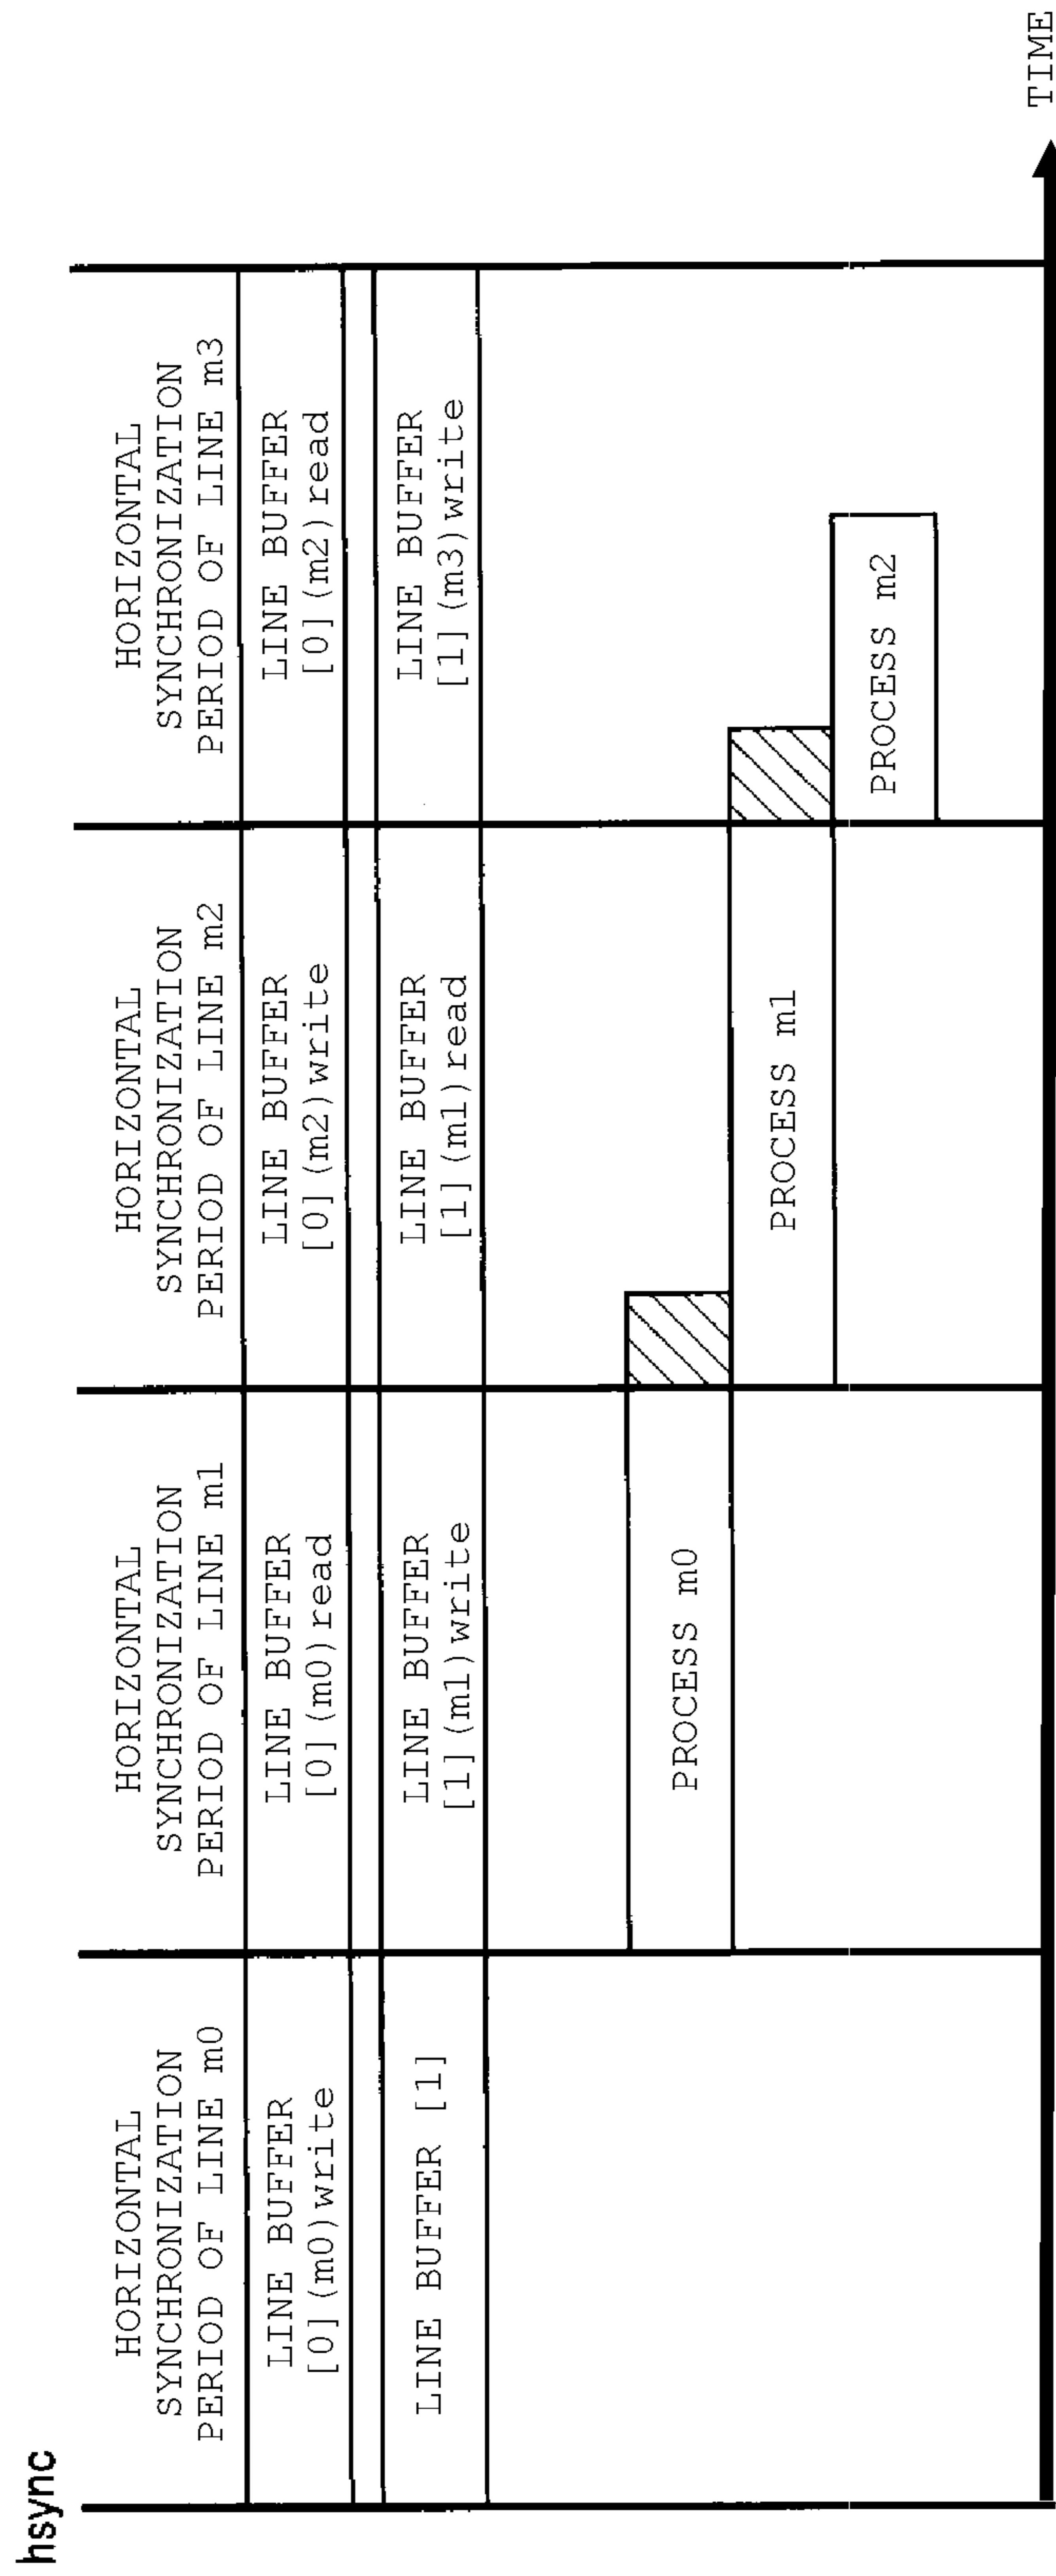 hsync
HORIZONTAL
SYNCHRONIZATION
PERIOD OF LINE m0
HORIZONTAL
SYNCHRONIZATION
PERIOD OF LINE m1
HORIZONTAL
SYNCHRONIZATION
PERIOD OF LINE m2
HORIZONTAL
SYNCHRONIZATION
PERIOD OF LINE m3
LINE BUFFER
[0](m0)write
LINE BUFFER
[0](m0)read
LINE BUFFER
[0](m2)write
LINE BUFFER
[0](m2)read
LINE BUFFER [1]
LINE BUFFER
[1](m1)write
LINE BUFFER
[1](m1)read
LINE BUFFER
[1](m3)write
PROCESS m0
PROCESS m1
PROCESS m2
TIME